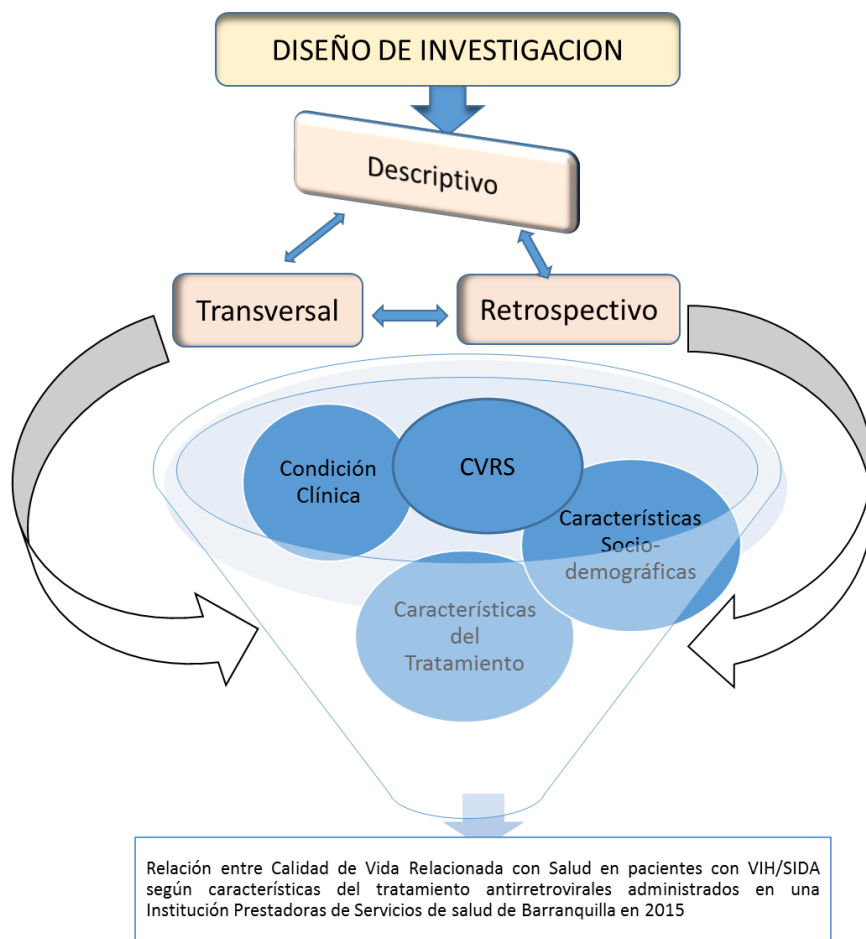 DISEÑO DE INVESTIGACION
Descriptivo
Transversal
Retrospectivo
Condición
Clínica
CVRS
Características
Socio-
demográficas
Características
del
Tratamiento
Relación entre Calidad de Vida Relacionada con Salud en pacientes con VIH/SIDA
según características del tratamiento antirretrovirales administrados en una
Institución Prestadoras de Servicios de salud de Barranquilla en 2015